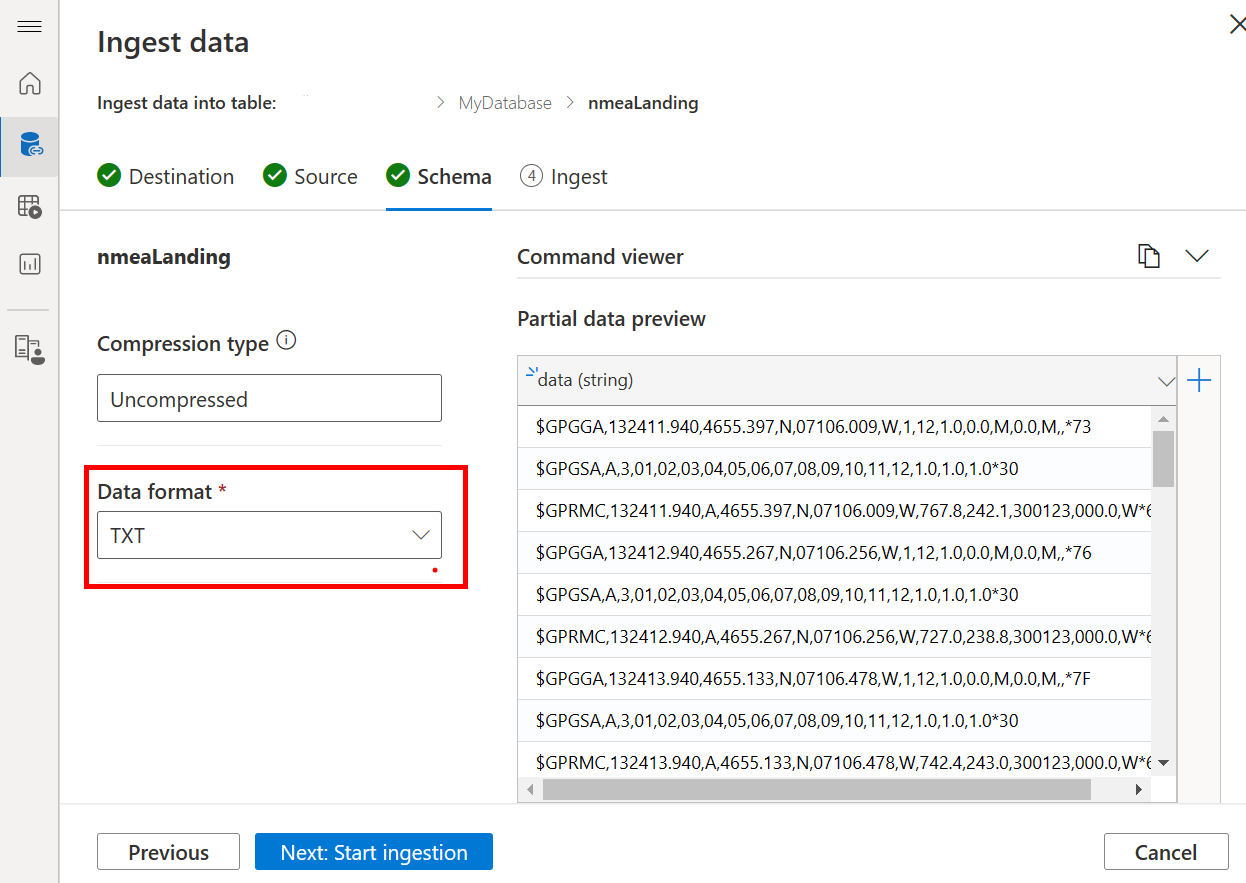 Ingest data
Ingest data into table: > MyDatabase > nmeaLanding
Destination Source Schema 4 Ingest
nmeaLanding
Compression type
Uncompressed
Data format *
TXT
Command viewer
Partial data preview
data (string)
$GPGGA,132411.940,4655.397,N,07106.009,W,1,12,1.0,0.0,M,0.0,M,,*73
$GPGSA,A,3,01,02,03,04,05,06,07,08,09,10,11,12,1.0,1.0,1.0*30
$GPRMC,132411.940,A,4655.397,N,07106.009,W,767.8,242.1,300123,000.0,W*6
$GPGGA,132412.940,4655.267,N,07106.256,W,1,12,1.0,0.0,M,0.0,M,,*76
$GPGSA,A,3,01,02,03,04,05,06,07,08,09,10,11,12,1.0,1.0,1.0*30
$GPRMC,132412.940,A,4655.267,N,07106.256,W,727.0,238.8,300123,000.0,W*6
$GPGGA,132413.940,4655.133,N,07106.478,W,1,12,1.0,0.0,M,0.0,M,,*7F
$GPGSA,A,3,01,02,03,04,05,06,07,08,09,10,11,12,1.0,1.0,1.0*30
$GPRMC,132413.940,A,4655.133,N,07106.478,W,742.4,243.0,300123,000.0,W*6
Previous
Next: Start ingestion
Cancel